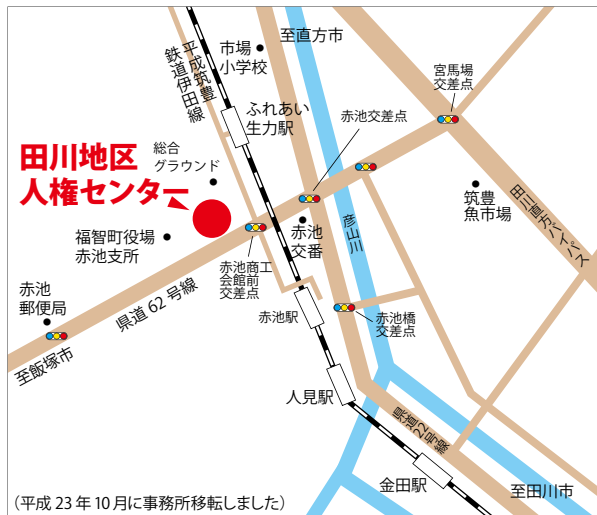 至直方市
市場
小学校
平成筑豊
鉄道伊田線
宮馬場
交差点
ふれあい
生力駅
赤池交差点
田川地区
人権センター
総合
グラウンド
筑豊
魚市場
田川直方バイパス
福智町役場
赤池支所
赤池
交番
彦山川
赤池商工
会館前
交差点
赤池
郵便局
県道62号線
赤池駅
赤池橋
交差点
至飯塚市
人見駅
県道22号線
金田駅
至田川市
（平成23年10月に事務所移転しました）